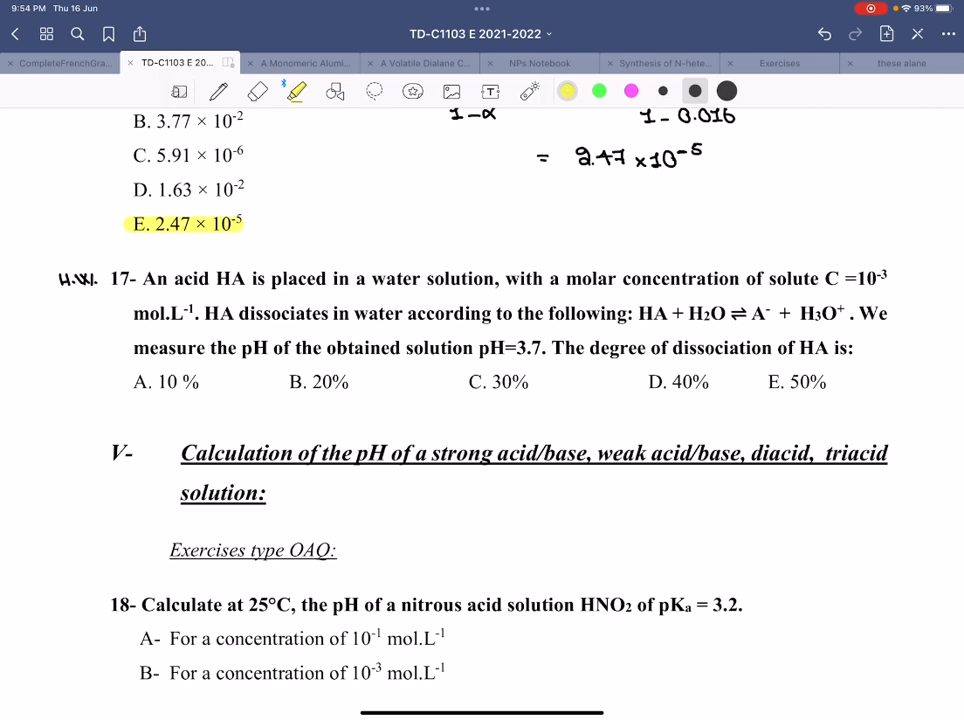 9:54 PM Thu 16 Jun
93%
TD-C1103 E 2021-2022
CompleteFrenchGra...
TD-C1103 E 20...
A Monomeric Alumi...
A Volatile Dialane C...
NPs Notebook
Synthesis of N-hete...
Exercises
these alane
B. 3.77 × 10⁻²
1-α 1-0.016
C. 5.91 × 10⁻⁶
= 2.47 × 10⁻⁵
D. 1.63 × 10⁻²
E. 2.47 × 10⁻⁵
H.W. 17- An acid HA is placed in a water solution, with a molar concentration of solute C =10⁻³
mol.L⁻¹. HA dissociates in water according to the following: HA + H₂O ⇌ A⁻ + H₃O⁺ . We
measure the pH of the obtained solution pH=3.7. The degree of dissociation of HA is:
A. 10 % B. 20% C. 30% D. 40% E. 50%
V- Calculation of the pH of a strong acid/base, weak acid/base, diacid, triacid
solution:
Exercises type OAQ:
18- Calculate at 25°C, the pH of a nitrous acid solution HNO₂ of pKₐ = 3.2.
A- For a concentration of 10⁻¹ mol.L⁻¹
B- For a concentration of 10⁻³ mol.L⁻¹